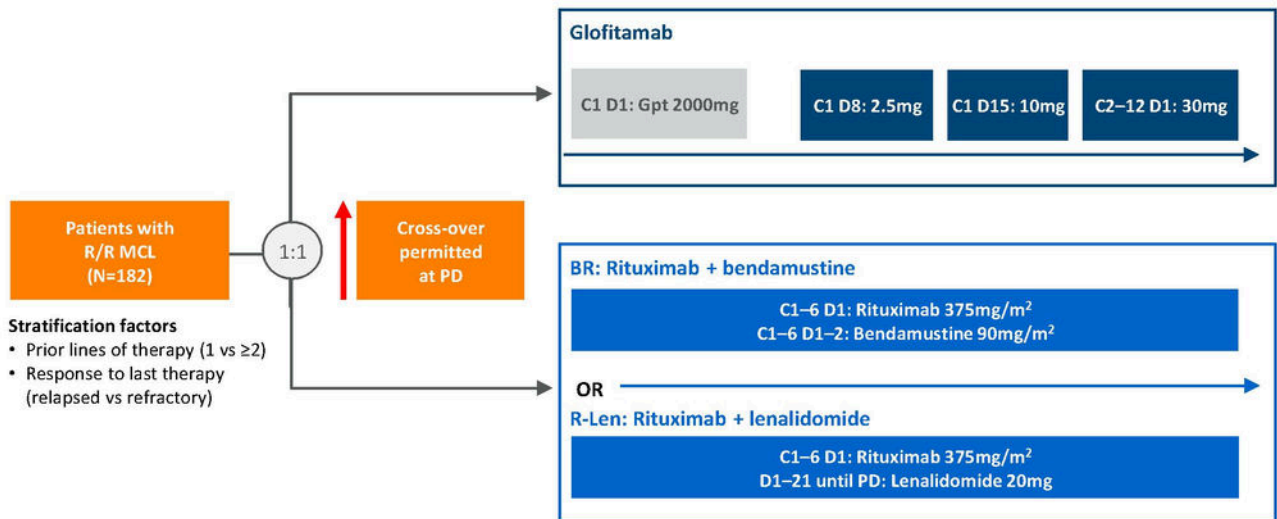 Glofitamab
C1 D1: Gpt 2000mg
C1 D8: 2.5mg
C1 D15: 10mg
C2–12 D1: 30mg
Patients with
R/R MCL
(N=182)
1:1
Cross-over
permitted
at PD
Stratification factors
• Prior lines of therapy (1 vs ≥2)
• Response to last therapy
(relapsed vs refractory)
BR: Rituximab + bendamustine
C1–6 D1: Rituximab 375mg/m²
C1–6 D1–2: Bendamustine 90mg/m²
OR
R-Len: Rituximab + lenalidomide
C1–6 D1: Rituximab 375mg/m²
D1–21 until PD: Lenalidomide 20mg